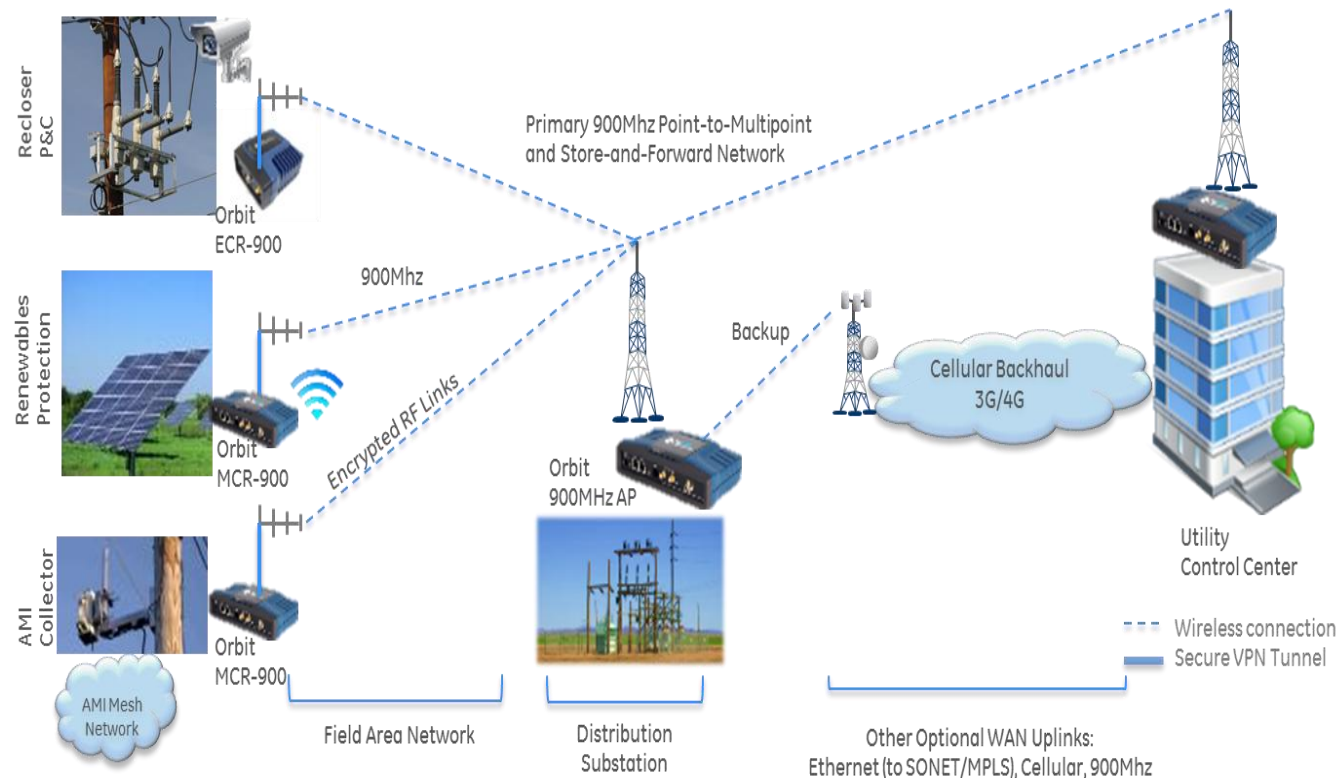 Recloser
P&C
Orbit
ECR-900
Primary 900Mhz Point-to-Multipoint
and Store-and-Forward Network
Renewables
Protection
900Mhz
Orbit
MCR-900
Encrypted RF Links
Backup
Cellular Backhaul
3G/4G
Orbit
900MHz AP
AMI
Collector
Orbit
MCR-900
AMI Mesh
Network
Utility
Control Center
Wireless connection
Secure VPN Tunnel
Field Area Network
Distribution
Substation
Other Optional WAN Uplinks:
Ethernet (to SONET/MPLS), Cellular, 900Mhz